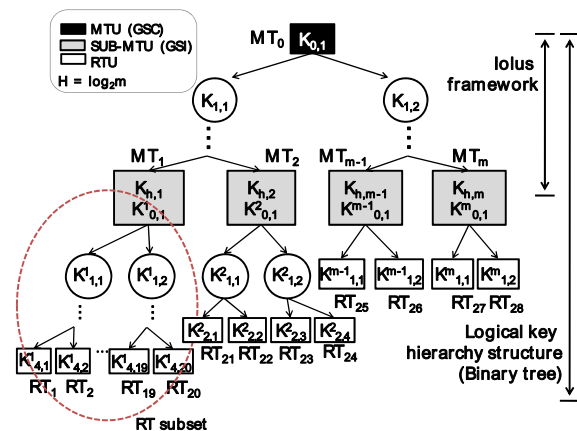 MTU (GSC)
SUB-MTU (GSI)
RTU
H = log₂m
MT₀
K₀,₁
K₁,₁
K₁,₂
Iolus
framework
MT₁
MT₂
MTₘ₋₁
MTₘ
Kₕ,₁
K¹₀,₁
Kₕ,₂
K²₀,₁
Kₕ,ₘ₋₁
Kᵐ⁻¹₀,₁
Kₕ,ₘ
Kᵐ₀,₁
K¹₁,₁
K¹₁,₂
K²₁,₁
K²₁,₂
Kᵐ⁻¹₁,₁
Kᵐ⁻¹₁,₂
Kᵐ₁,₁
Kᵐ₁,₂
RT₂₅
RT₂₆
RT₂₇
RT₂₈
K²₂,₁
K²₂,₂
K²₂,₃
K²₂,₄
RT₂₁
RT₂₂
RT₂₃
RT₂₄
K¹₄,₁
K¹₄,₂
K¹₄,₁₉
K¹₄,₂₀
RT₁
RT₂
RT₁₉
RT₂₀
RT subset
Logical key
hierarchy structure
(Binary tree)